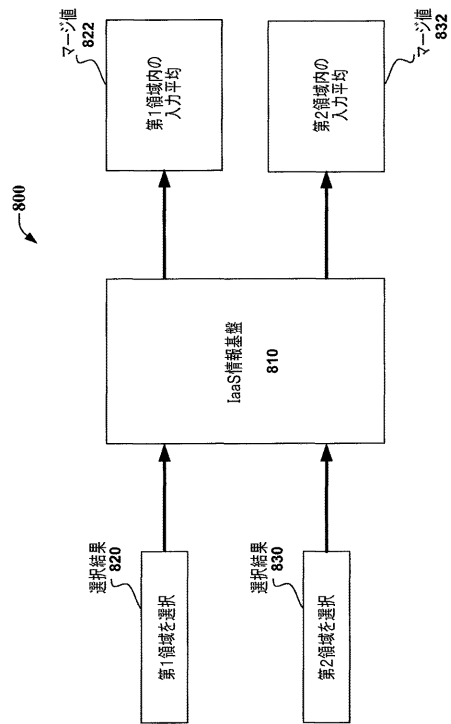 800
選択結果
820
第1領域を選択
選択結果
830
第2領域を選択
IaaS情報基盤
810
マージ値
822
第1領域内の
入力平均
マージ値
832
第2領域内の
入力平均